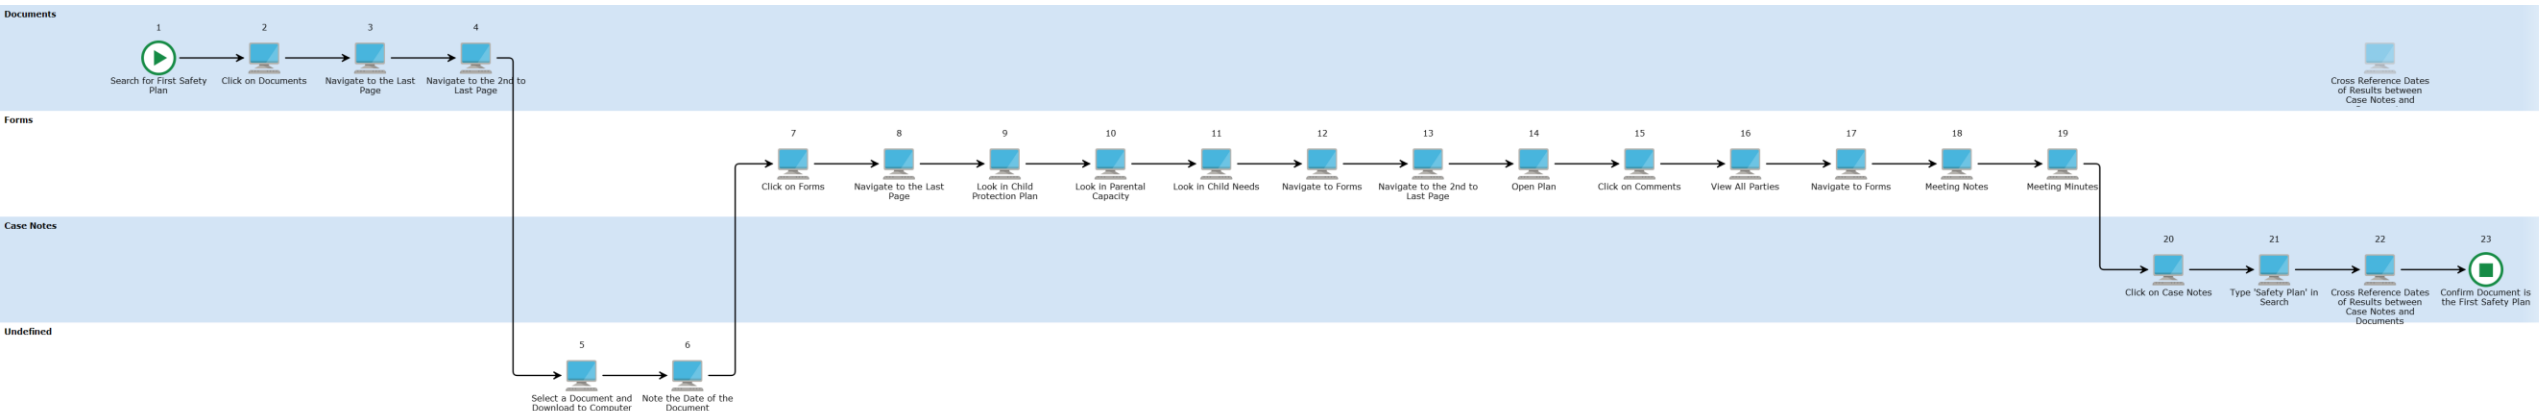 Documents
1
2
3
4
Search for First Safety
Plan
Click on Documents
Navigate to the Last
Page
Navigate to the 2nd to
Last Page
Cross Reference Dates
of Results between
Case Notes and
Forms
7
8
9
10
11
12
13
14
15
16
17
18
19
Click on Forms
Navigate to the Last
Page
Look in Child
Protection Plan
Look in Parental
Capacity
Look in Child Needs
Navigate to Forms
Navigate to the 2nd to
Last Page
Open Plan
Click on Comments
View All Parties
Navigate to Forms
Meeting Notes
Meeting Minutes
Case Notes
20
21
22
23
Click on Case Notes
Type 'Safety Plan' in
Search
Cross Reference Dates
of Results between
Case Notes and
Documents
Confirm Document is
the First Safety Plan
Undefined
5
6
Select a Document and
Download to Computer
Note the Date of the
Document